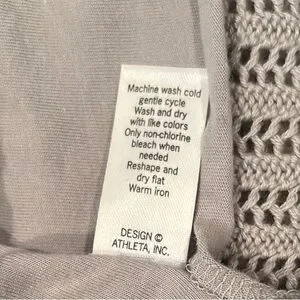 Machine wash cold
gentle cycle
Wash and dry
with like colors
Only non-chlorine
bleach when
needed
Reshape and
dry flat
Warm iron
DESIGN ©
ATHLETA, INC.